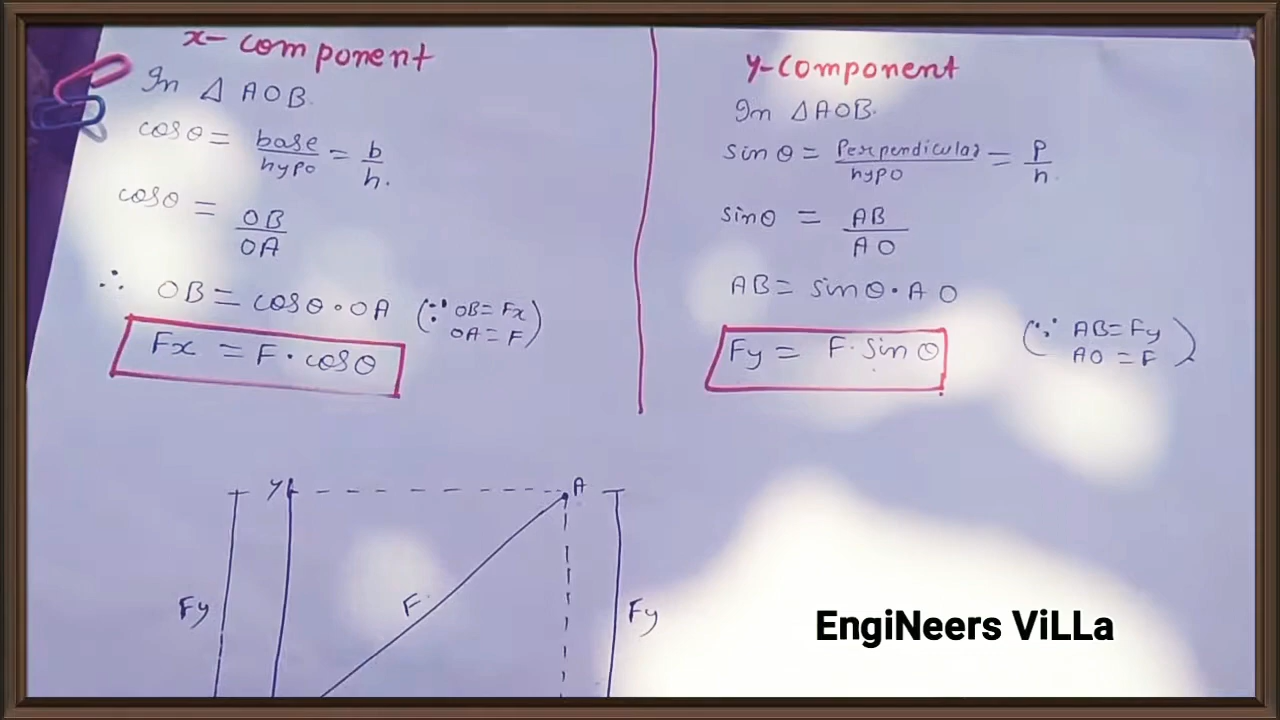 x-component
In △ AOB.
cosθ = base/hypo = b/h.
cosθ = OB/OA
∴ OB = cosθ·OA (∵ OB = Fx
OA = F)
Fx = F·cosθ
y-component
In △AOB.
sinθ = Perpendicular/hypo = P/h.
sinθ = AB/AO
AB = sinθ·AO
Fy = F·Sinθ (∵ AB = Fy
AO = F)
y A
Fy F Fy
EngiNeers ViLLa